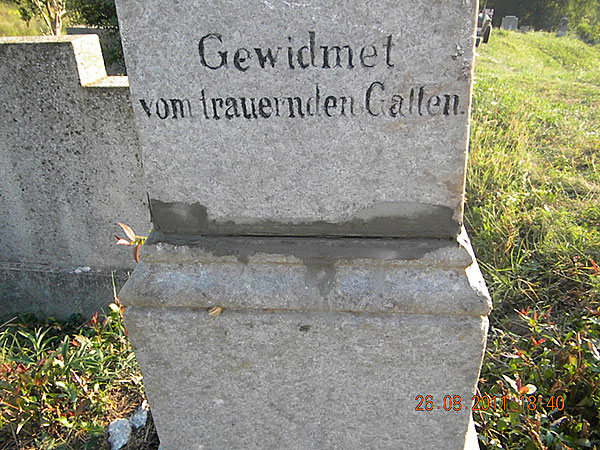 Gewidmet
vom trauernden Gatten.
26.08.2011 18:40